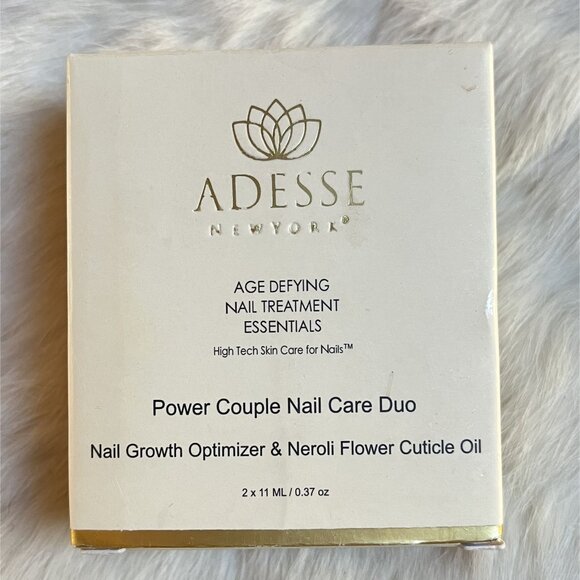 ADESSE
NEWYORK®
AGE DEFYING
NAIL TREATMENT
ESSENTIALS
High Tech Skin Care for Nails™
Power Couple Nail Care Duo
Nail Growth Optimizer & Neroli Flower Cuticle Oil
2 x 11 ML / 0.37 oz